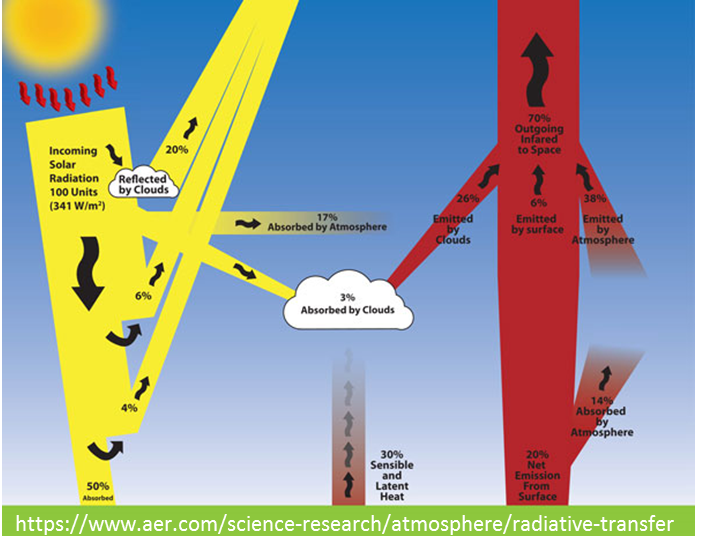 Incoming
Solar
Radiation
100 Units
(341 W/m²)
Reflected
by Clouds
20%
6%
4%
50%
Absorbed
17%
Absorbed by Atmosphere
3%
Absorbed by Clouds
30%
Sensible
and
Latent
Heat
70%
Outgoing
Infared
to Space
26%
Emitted
by
Clouds
6%
Emitted
by surface
38%
Emitted
by
Atmosphere
14%
Absorbed
by
Atmosphere
20%
Net
Emission
From
Surface
https://www.aer.com/science-research/atmosphere/radiative-transfer